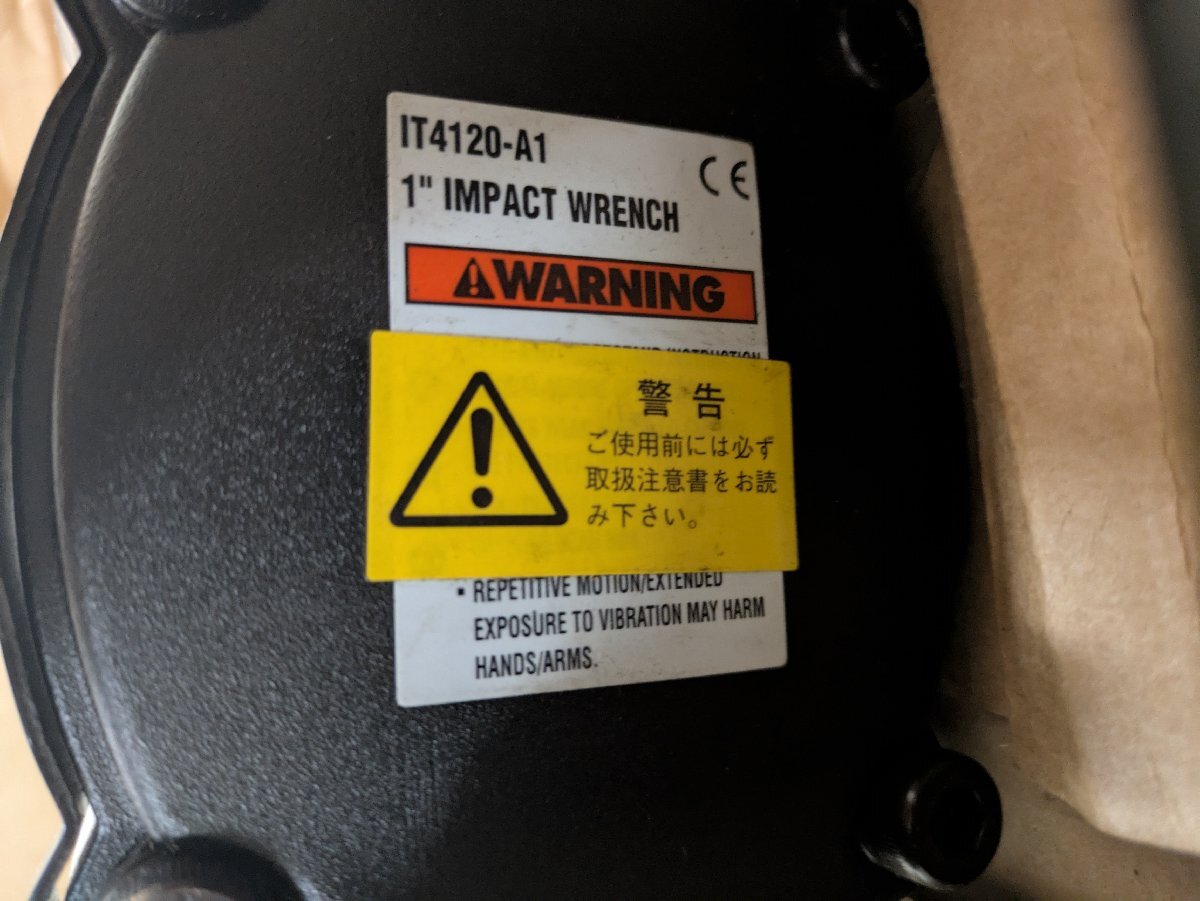 IT4120-A1
CE
1" IMPACT WRENCH
WARNING
INSTRUCTION
警告
ご使用前には必ず
取扱注意書をお読
み下さい。
▪ REPETITIVE MOTION/EXTENDED
EXPOSURE TO VIBRATION MAY HARM
HANDS/ARMS.